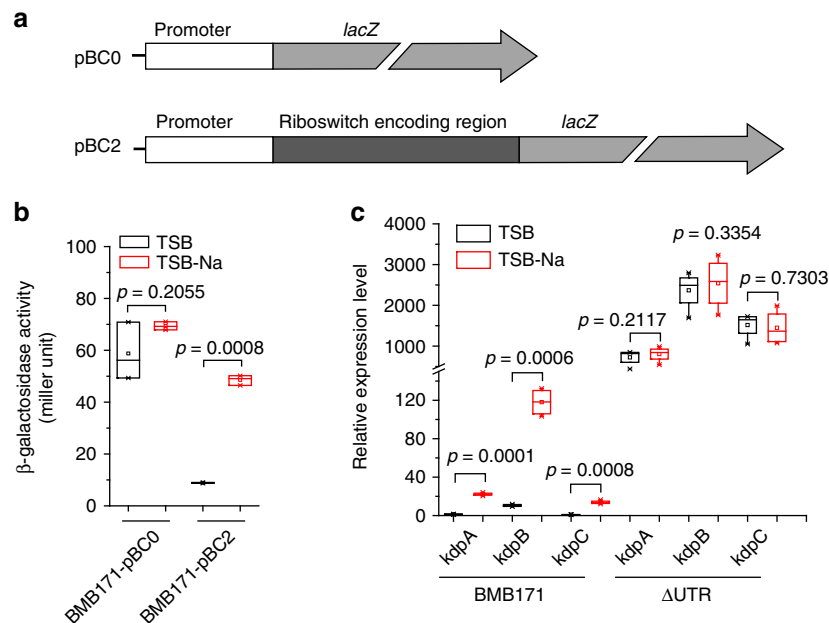 a
Promoter
lacZ
pBC0
Promoter
Riboswitch encoding region
lacZ
pBC2
b
TSB
TSB-Na
β-galactosidase activity
(miller unit)
100
80
60
40
20
0
p = 0.2055
p = 0.0008
BMB171-pBC0
BMB171-pBC2
c
TSB
TSB-Na
Relative expression level
4000
3000
2000
1000
120
80
40
0
p = 0.0001
p = 0.0006
p = 0.0008
p = 0.2117
p = 0.3354
p = 0.7303
kdpA
kdpB
kdpC
kdpA
kdpB
kdpC
BMB171
ΔUTR